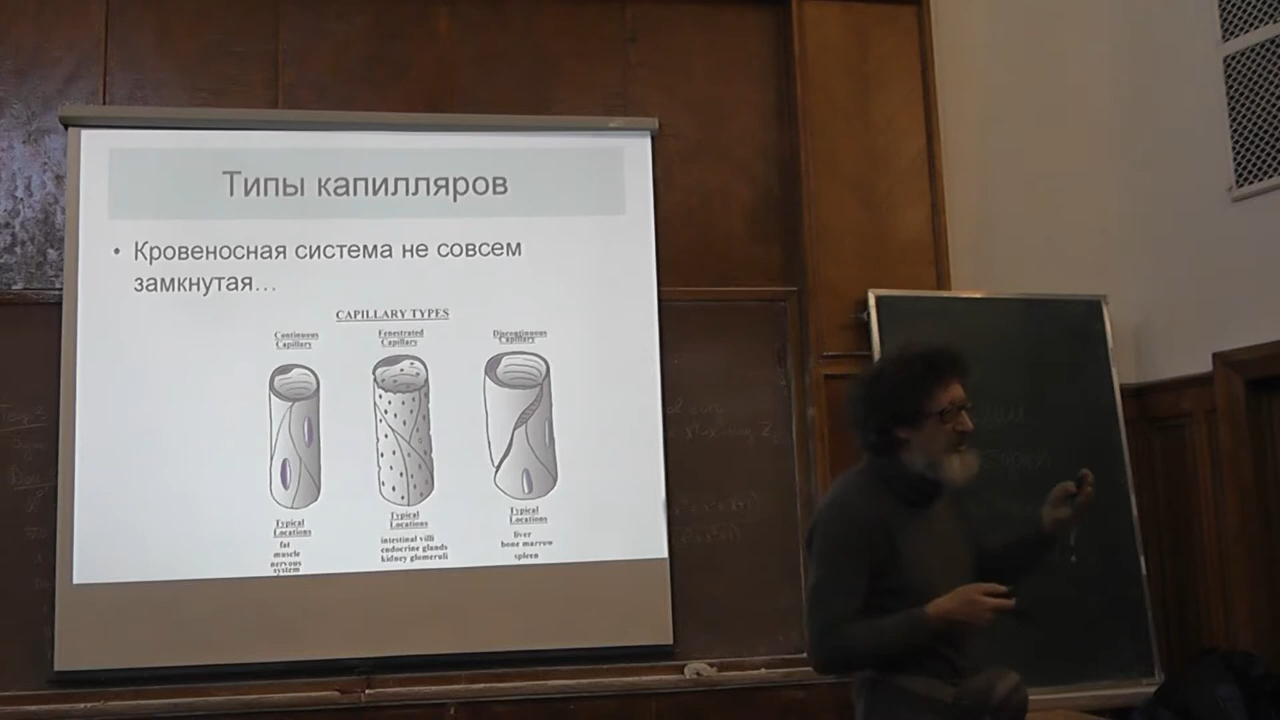 Типы капилляров
• Кровеносная система не совсем
замкнутая...
CAPILLARY TYPES
Continuous
Capillary
Fenestrated
Capillary
Discontinuous
Capillary
Typical
Locations
fat
muscle
nervous
system
Typical
Locations
intestinal villi
endocrine glands
kidney glomeruli
Typical
Locations
liver
bone marrow
spleen